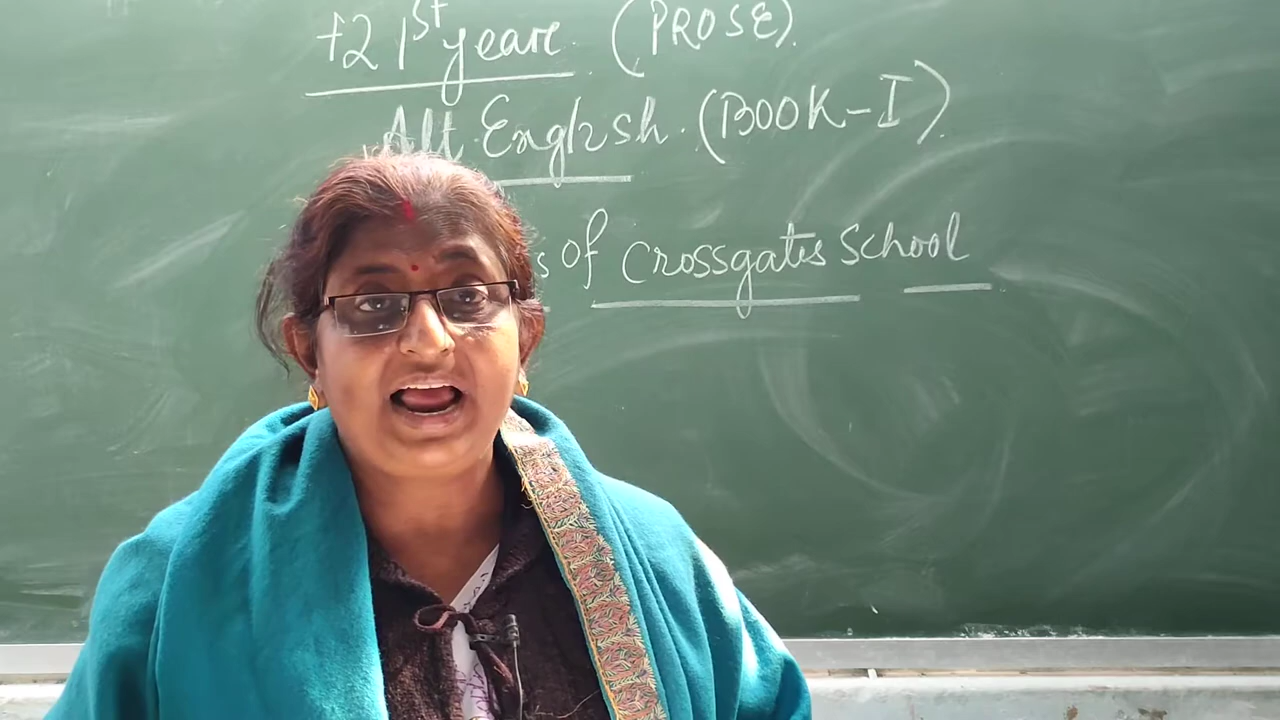 +2 1st year. (PROSE).
Alt. English. (BOOK-I).
of Crossgates School